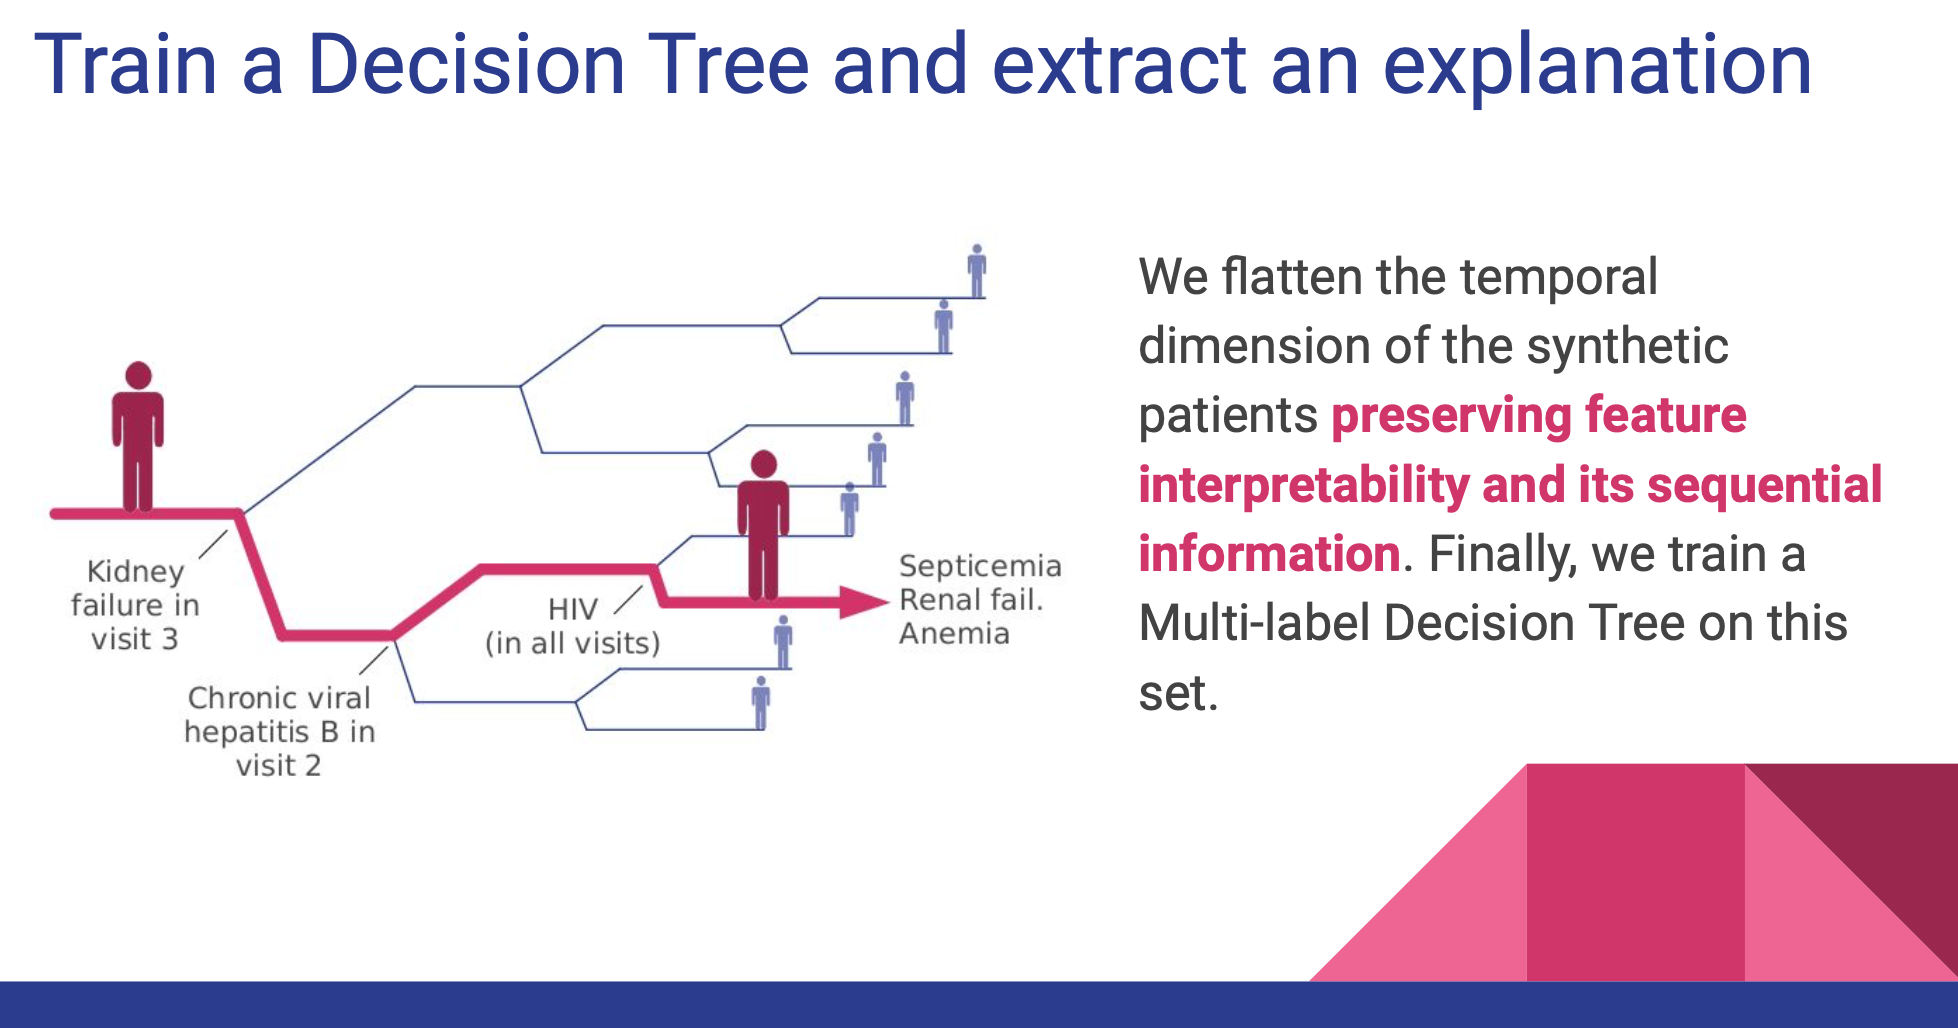 Train a Decision Tree and extract an explanation
Kidney
failure in
visit 3
Chronic viral
hepatitis B in
visit 2
HIV
(in all visits)
Septicemia
Renal fail.
Anemia
We flatten the temporal
dimension of the synthetic
patients preserving feature
interpretability and its sequential
information. Finally, we train a
Multi-label Decision Tree on this
set.